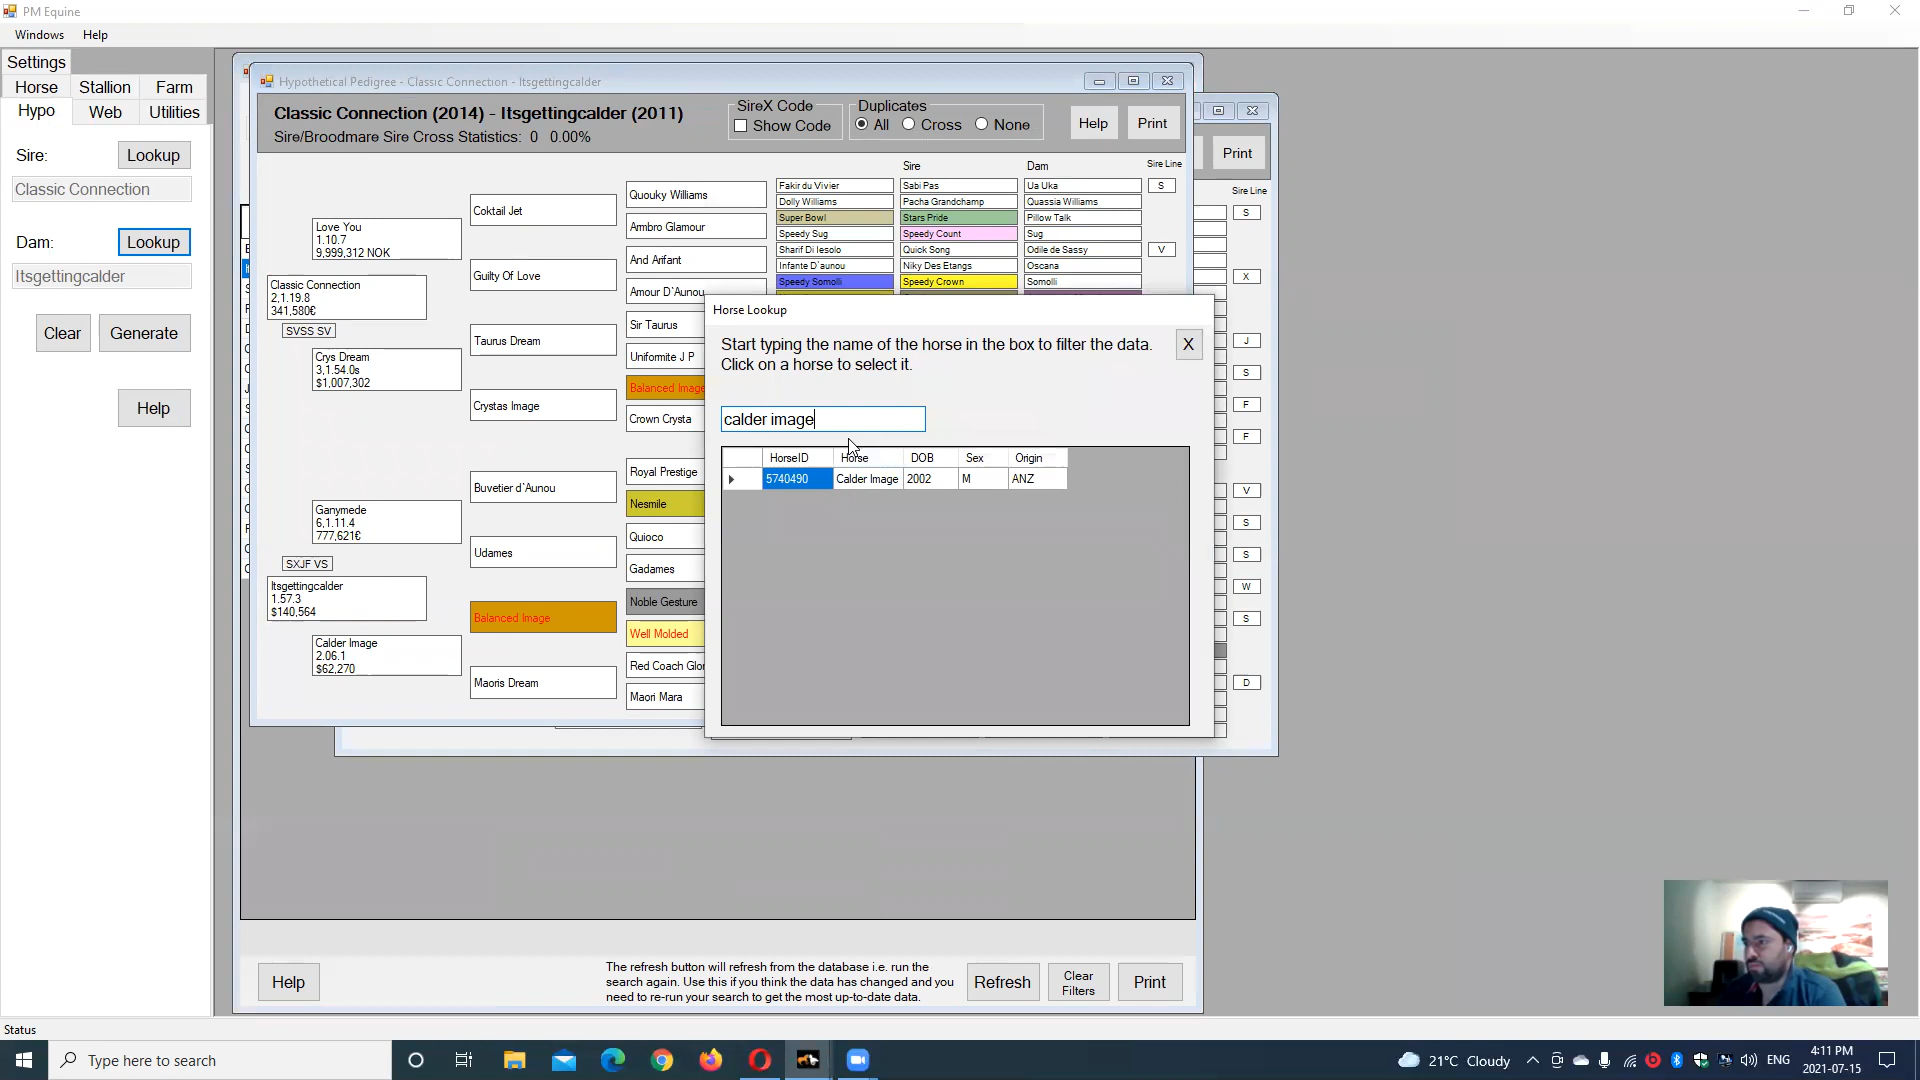 PM Equine
Windows Help
Settings
Horse Stallion Farm
Hypo Web Utilities
Sire: Lookup
Classic Connection
Dam: Lookup
Itsgettingcalder
Clear Generate
Help
Hypothetical Pedigree - Classic Connection - Itsgettingcalder
Classic Connection (2014) - Itsgettingcalder (2011)
Sire/Broodmare Sire Cross Statistics: 0 0.00%
SireX Code
Show Code
Duplicates
All Cross None
Help Print
Print
Sire Dam Sire Line
Sire Line
Love You
1.10.7
9,999,312 NOK
Classic Connection
2,1.19.8
341,580€
SVSS SV
Crys Dream
3,1.54.0s
$1,007,302
Ganymede
6,1.11.4
777,621€
SXJF VS
Itsgettingcalder
1.57.3
$140,564
Calder Image
2.06.1
$62,270
Coktail Jet
Guilty Of Love
Taurus Dream
Crystas Image
Buvetier d`Aunou
Udames
Balanced Image
Maoris Dream
Quouky Williams
Ambro Glamour
And Arifant
Amour D`Aunou
Sir Taurus
Uniformite J P
Balanced Image
Crown Crysta
Royal Prestige
Nesmile
Quioco
Gadames
Noble Gesture
Well Molded
Red Coach Glor
Maori Mara
Fakir du Vivier Sabi Pas Ua Uka S
Dolly Williams Pacha Grandchamp Quassia Williams
Super Bowl Stars Pride Pillow Talk
Speedy Sug Speedy Count Sug
Sharif Di Iesolo Quick Song Odile de Sassy V
Infante D`aunou Niky Des Etangs Oscana
Speedy Somolli Speedy Crown Somolli
S
X
J
S
F
F
V
S
S
W
S
D
Horse Lookup
Start typing the name of the horse in the box to filter the data.
Click on a horse to select it.
X
calder image
HorseID Horse DOB Sex Origin
5740490 Calder Image 2002 M ANZ
Help
The refresh button will refresh from the database i.e. run the
search again. Use this if you think the data has changed and you
need to re-run your search to get the most up-to-date data.
Refresh
Clear
Filters
Print
Status
Type here to search
21°C Cloudy
ENG
4:11 PM
2021-07-15